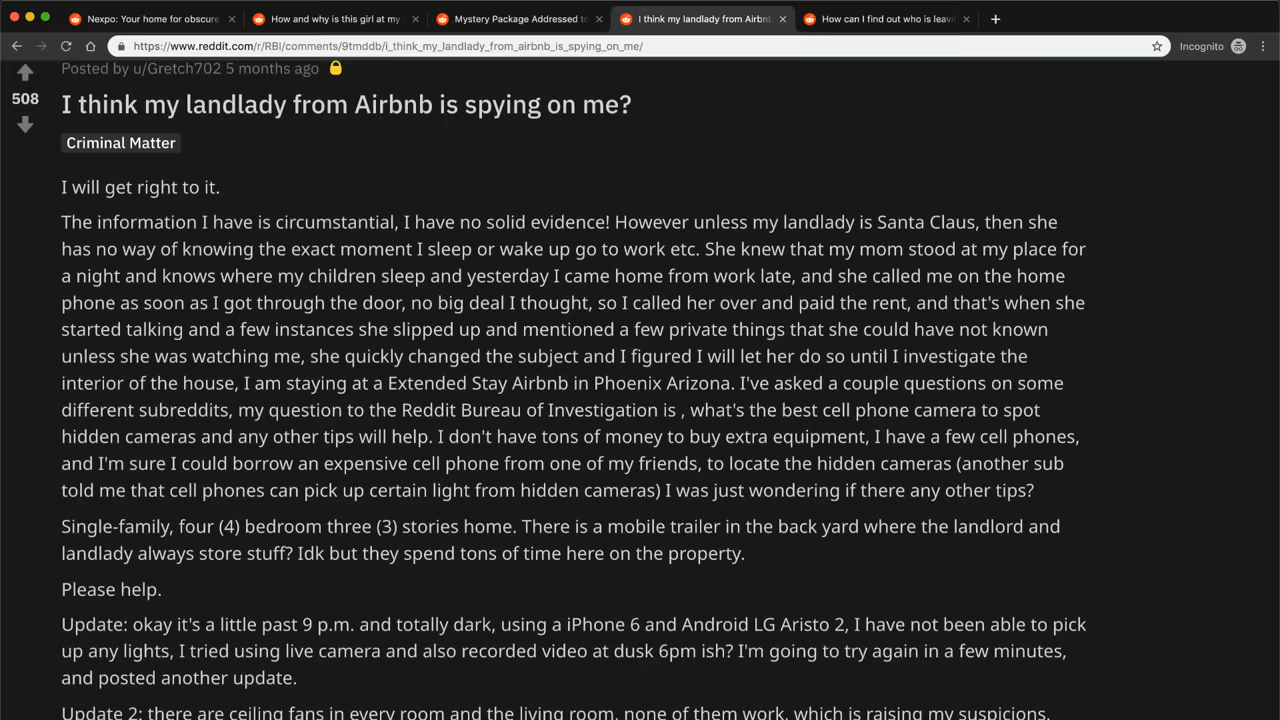 Nexpo: Your home for obscure
How and why is this girl at my
Mystery Package Addressed to
I think my landlady from Airbnb
How can I find out who is leavi
https://www.reddit.com/r/RBI/comments/9tmddb/i_think_my_landlady_from_airbnb_is_spying_on_me/
Incognito
Posted by u/Gretch702 5 months ago
508
I think my landlady from Airbnb is spying on me?
Criminal Matter
I will get right to it.
The information I have is circumstantial, I have no solid evidence! However unless my landlady is Santa Claus, then she
has no way of knowing the exact moment I sleep or wake up go to work etc. She knew that my mom stood at my place for
a night and knows where my children sleep and yesterday I came home from work late, and she called me on the home
phone as soon as I got through the door, no big deal I thought, so I called her over and paid the rent, and that's when she
started talking and a few instances she slipped up and mentioned a few private things that she could have not known
unless she was watching me, she quickly changed the subject and I figured I will let her do so until I investigate the
interior of the house, I am staying at a Extended Stay Airbnb in Phoenix Arizona. I've asked a couple questions on some
different subreddits, my question to the Reddit Bureau of Investigation is , what's the best cell phone camera to spot
hidden cameras and any other tips will help. I don't have tons of money to buy extra equipment, I have a few cell phones,
and I'm sure I could borrow an expensive cell phone from one of my friends, to locate the hidden cameras (another sub
told me that cell phones can pick up certain light from hidden cameras) I was just wondering if there any other tips?
Single-family, four (4) bedroom three (3) stories home. There is a mobile trailer in the back yard where the landlord and
landlady always store stuff? Idk but they spend tons of time here on the property.
Please help.
Update: okay it's a little past 9 p.m. and totally dark, using a iPhone 6 and Android LG Aristo 2, I have not been able to pick
up any lights, I tried using live camera and also recorded video at dusk 6pm ish? I'm going to try again in a few minutes,
and posted another update.
Update 2: there are ceiling fans in every room and the living room, none of them work, which is raising my suspicions.